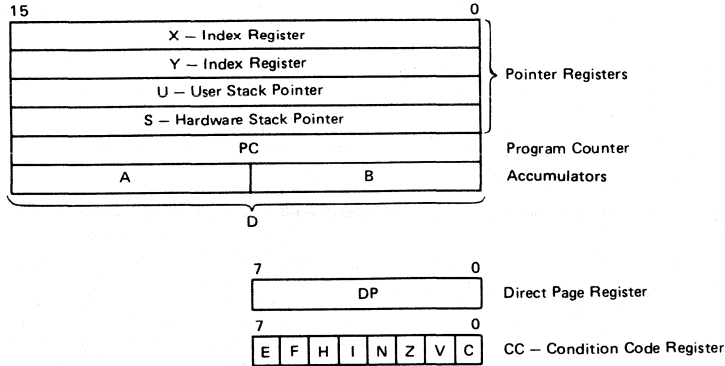 15 0
X – Index Register
Y – Index Register
U – User Stack Pointer
S – Hardware Stack Pointer
Pointer Registers
PC Program Counter
A B Accumulators
D
7 0
DP Direct Page Register
7 0
E F H I N Z V C CC – Condition Code Register